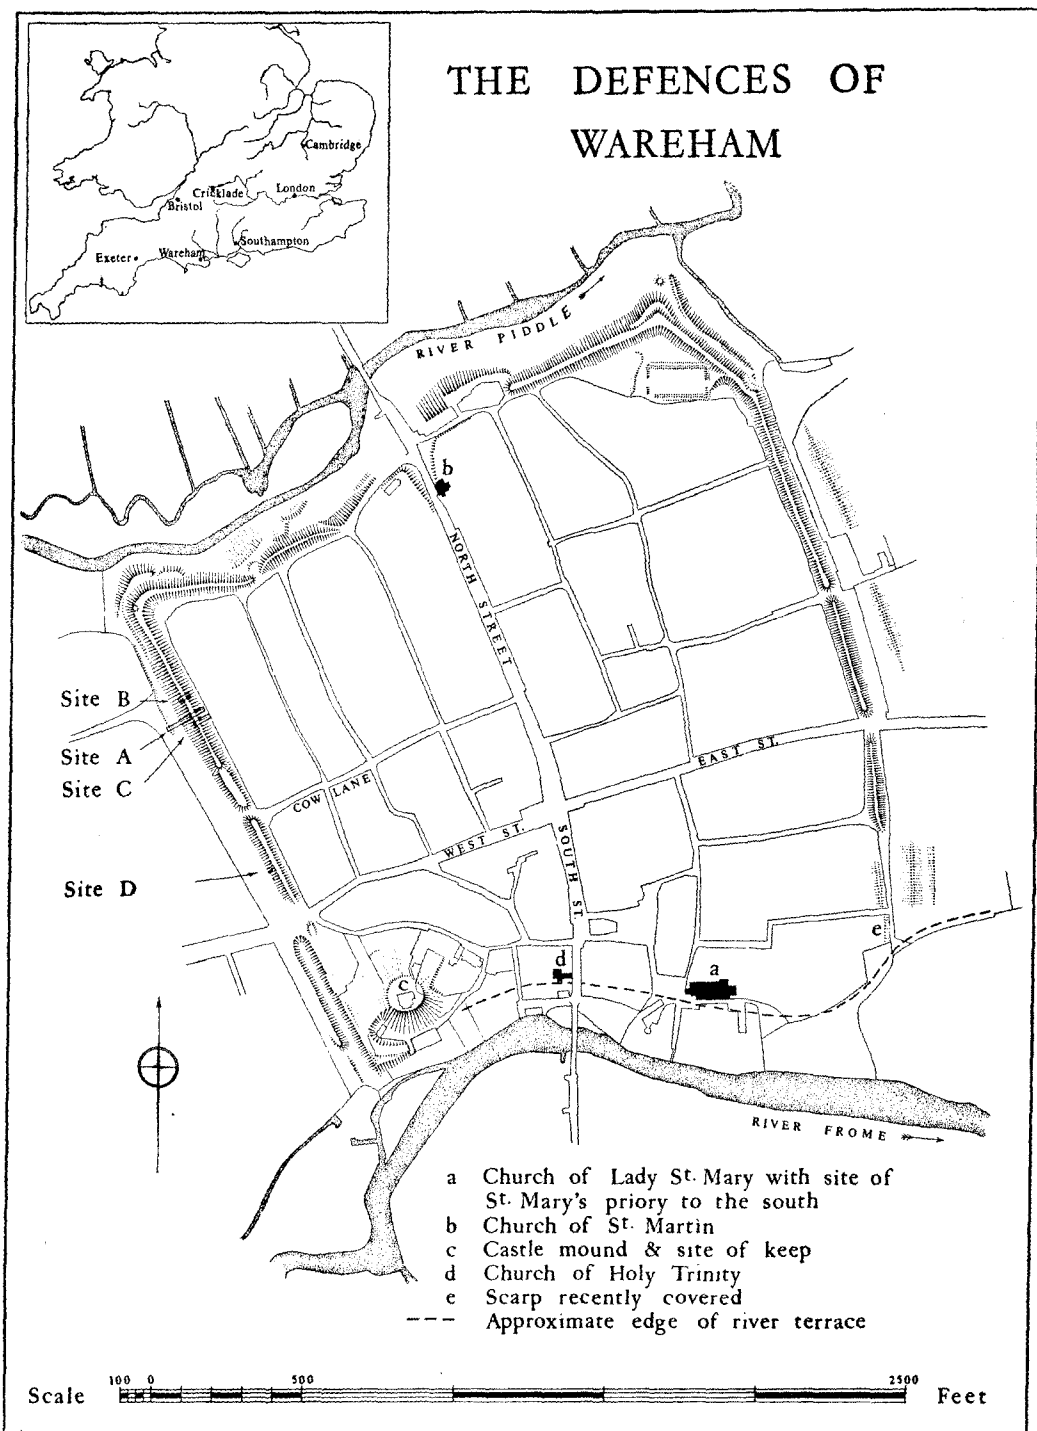 THE DEFENCES OF
WAREHAM
Cambridge
Cricklade
London
Bristol
Southampton
Exeter
Wareham
RIVER PIDDLE
b
NORTH STREET
Site B
Site A
Site C
COW LANE
EAST ST.
WEST ST.
SOUTH ST.
Site D
e
d
a
c
RIVER FROME
a Church of Lady St. Mary with site of
St. Mary's priory to the south
b Church of St. Martin
c Castle mound & site of keep
d Church of Holy Trinity
e Scarp recently covered
--- Approximate edge of river terrace
Scale 100 0 500 2500 Feet